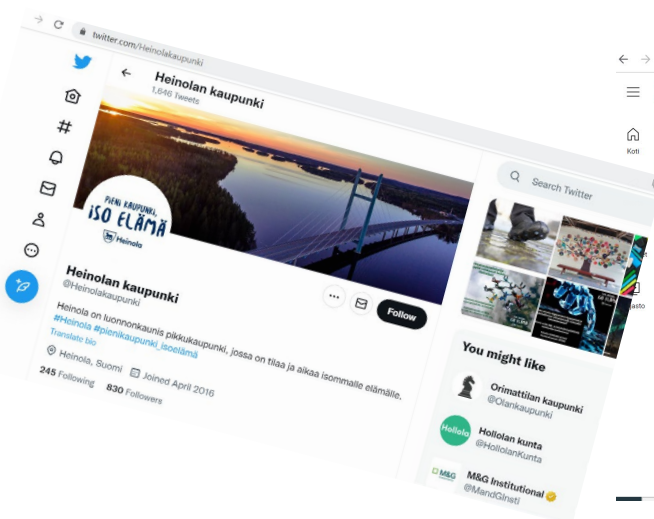 twitter.com/Heinolakaupunki
Heinolan kaupunki
1,646 Tweets
PIENI KAUPUNKI,
ISO ELÄMÄ
Heinola
Heinolan kaupunki
@Heinolakaupunki
Follow
Heinola on luonnonkaunis pikkukaupunki, jossa on tilaa ja aikaa isommalle elämälle.
#Heinola #pienikaupunki_isoelämä
Translate bio
Heinola, Suomi Joined April 2016
245 Following 830 Followers
Search Twitter
You might like
Orimattilan kaupunki
@Olankaupunki
Hollola
Hollolan kunta
@HollolanKunta
M&G
M&G Institutional
@MandGInsti
Koti
asto